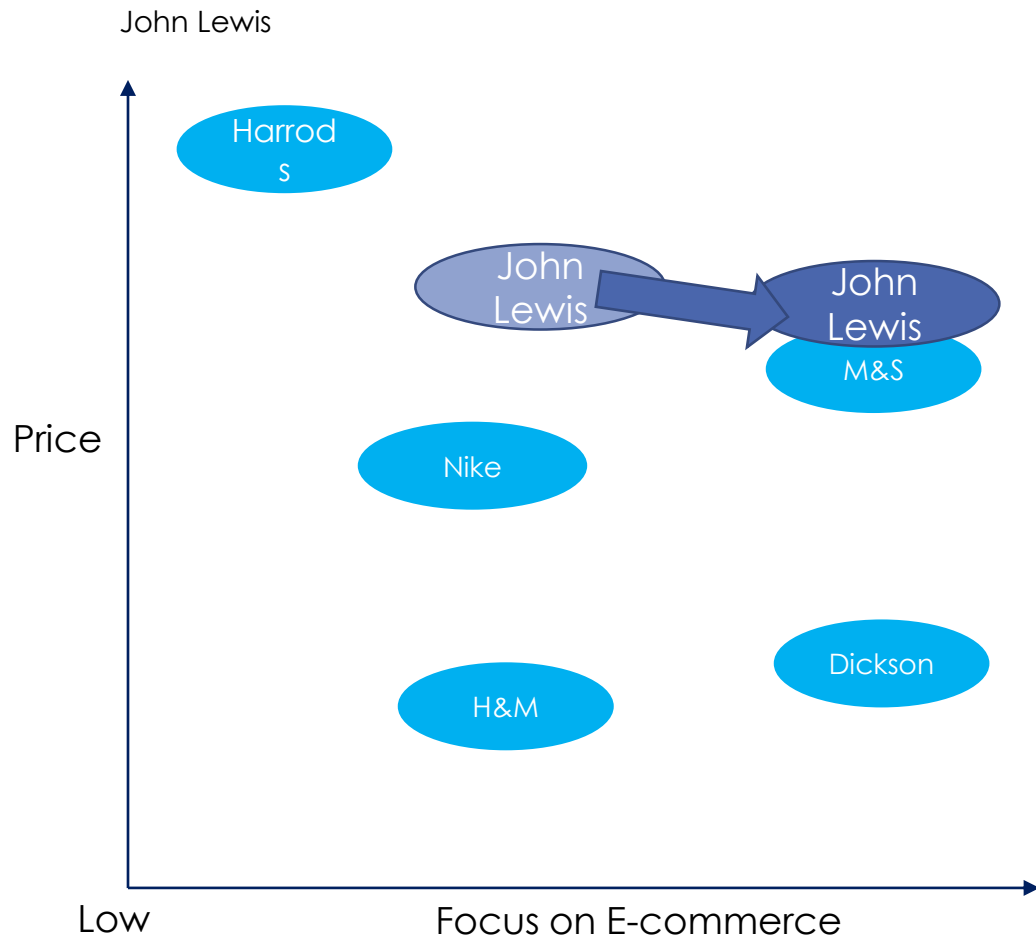 John Lewis
Harrod
s
John
Lewis
John
Lewis
M&S
Price
Nike
Dickson
H&M
Low
Focus on E-commerce